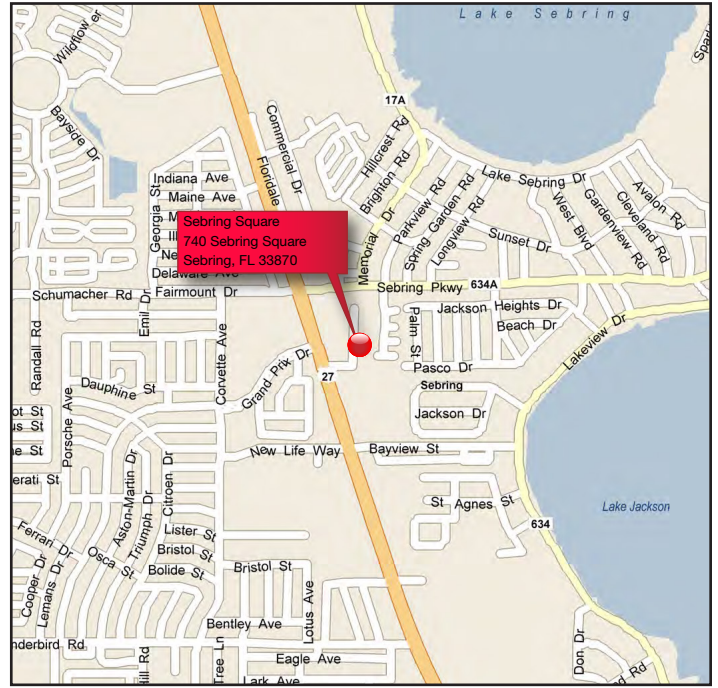 Lake Sebring
Wildflower
Bayside Dr
17A
Commercial Dr
Floridale
Hillcrest Rd
Brighton Rd
Memorial Dr
Parkview Rd
Spring Garden Rd
Longview Rd
Lake Sebring Dr
Sunset Dr
West Blvd
Gardenview Rd
Cleveland Rd
Avalon Rd
Indiana Ave
Maine Ave
Georgia St
Sebring Square
740 Sebring Square
Sebring, FL 33870
Delaware Ave
Schumacher Rd
Fairmount Dr
Sebring Pkwy
634A
Emil Dr
Randall Rd
Corvette Ave
Jackson Heights Dr
Beach Dr
Palm St
Lakeview Dr
Pasco Dr
Grand Prix Dr
27
Sebring
Jackson Dr
Dauphine St
Porsche Ave
New Life Way
Bayview St
St Agnes St
634
Lake Jackson
Aston-Martin Dr
Triumph Dr
Citroen Dr
Ferrari Dr
Osca St
Cooper Dr
Lemans Dr
Lister St
Bristol St
Bolide St
Bristol St
Lotus Ave
Bentley Ave
Eagle Ave
Lark Ave
Tree Ln
Don Dr